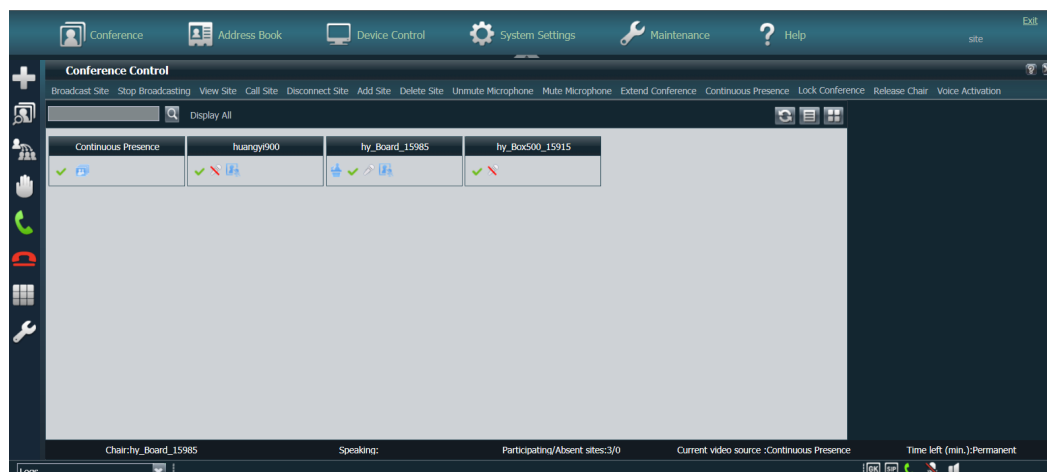 Exit
Conference Address Book Device Control System Settings Maintenance ? Help site
Conference Control
Broadcast Site Stop Broadcasting View Site Call Site Disconnect Site Add Site Delete Site Unmute Microphone Mute Microphone Extend Conference Continuous Presence Lock Conference Release Chair Voice Activation
Display All
Continuous Presence huangyi900 hy_Board_15985 hy_Box500_15915
Chair:hy_Board_15985 Speaking: Participating/Absent sites:3/0 Current video source :Continuous Presence Time left (min.):Permanent
Logs GK SIP